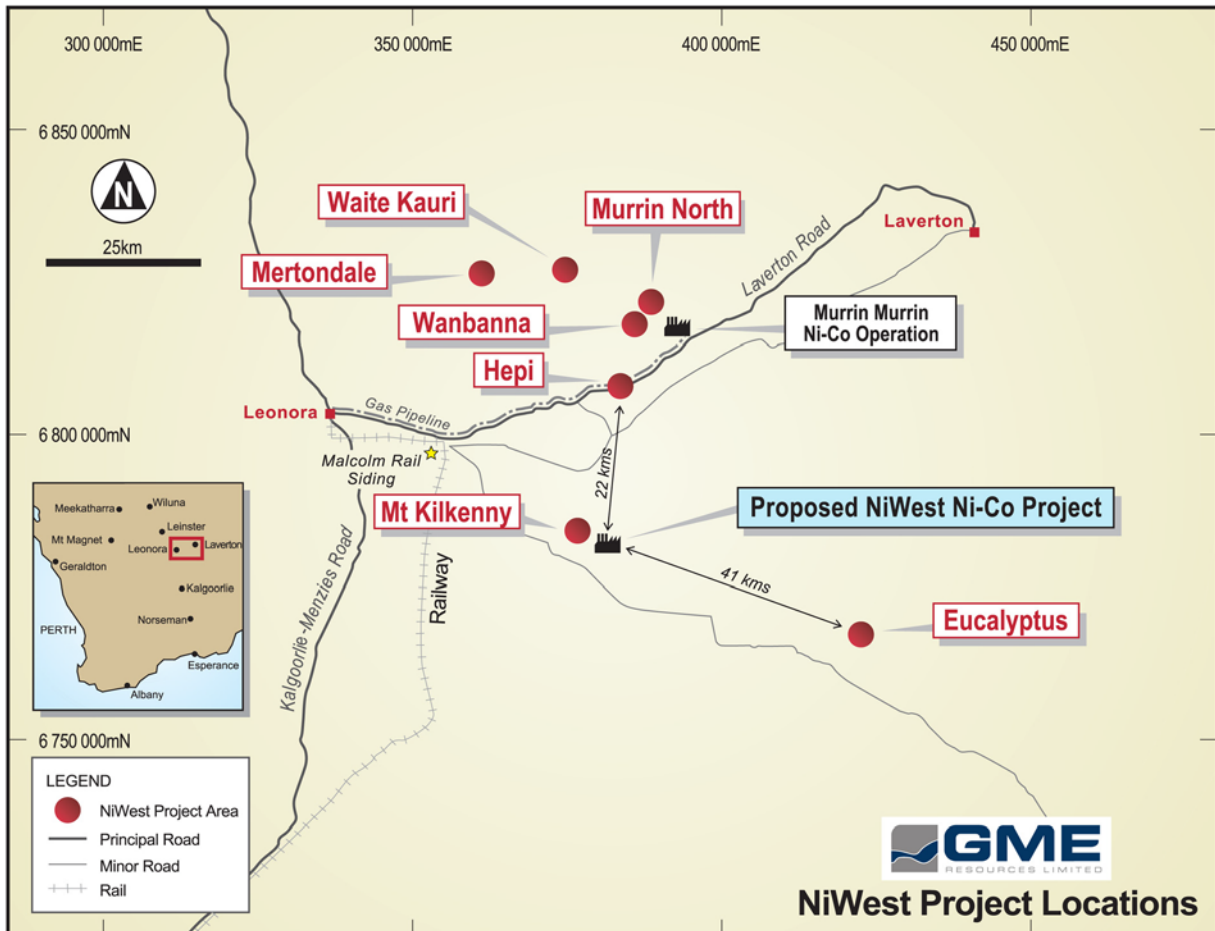 300 000mE
350 000mE
400 000mE
450 000mE
6 850 000mN
N
25km
Waite Kauri
Murrin North
Laverton
Mertondale
Laverton Road
Wanbanna
Murrin Murrin
Ni-Co Operation
Hepi
Leonora
Gas Pipeline
6 800 000mN
Malcolm Rail
Siding
22 kms
Mt Kilkenny
Proposed NiWest Ni-Co Project
41 kms
Eucalyptus
Kalgoorlie-Menzies Road
Railway
Meekatharra
Wiluna
Leinster
Mt Magnet
Leonora
Laverton
Geraldton
Kalgoorlie
Norseman
PERTH
Esperance
Albany
6 750 000mN
LEGEND
NiWest Project Area
Principal Road
Minor Road
Rail
GME
RESOURCES LIMITED
NiWest Project Locations